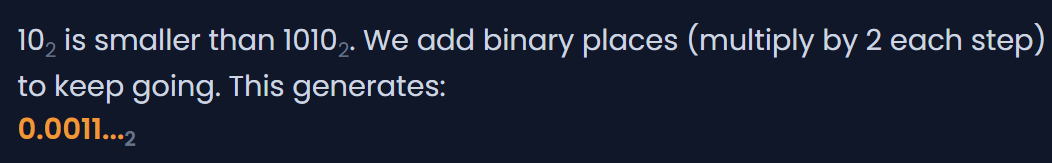 10₂ is smaller than 1010₂. We add binary places (multiply by 2 each step)
to keep going. This generates:
0.0011...₂